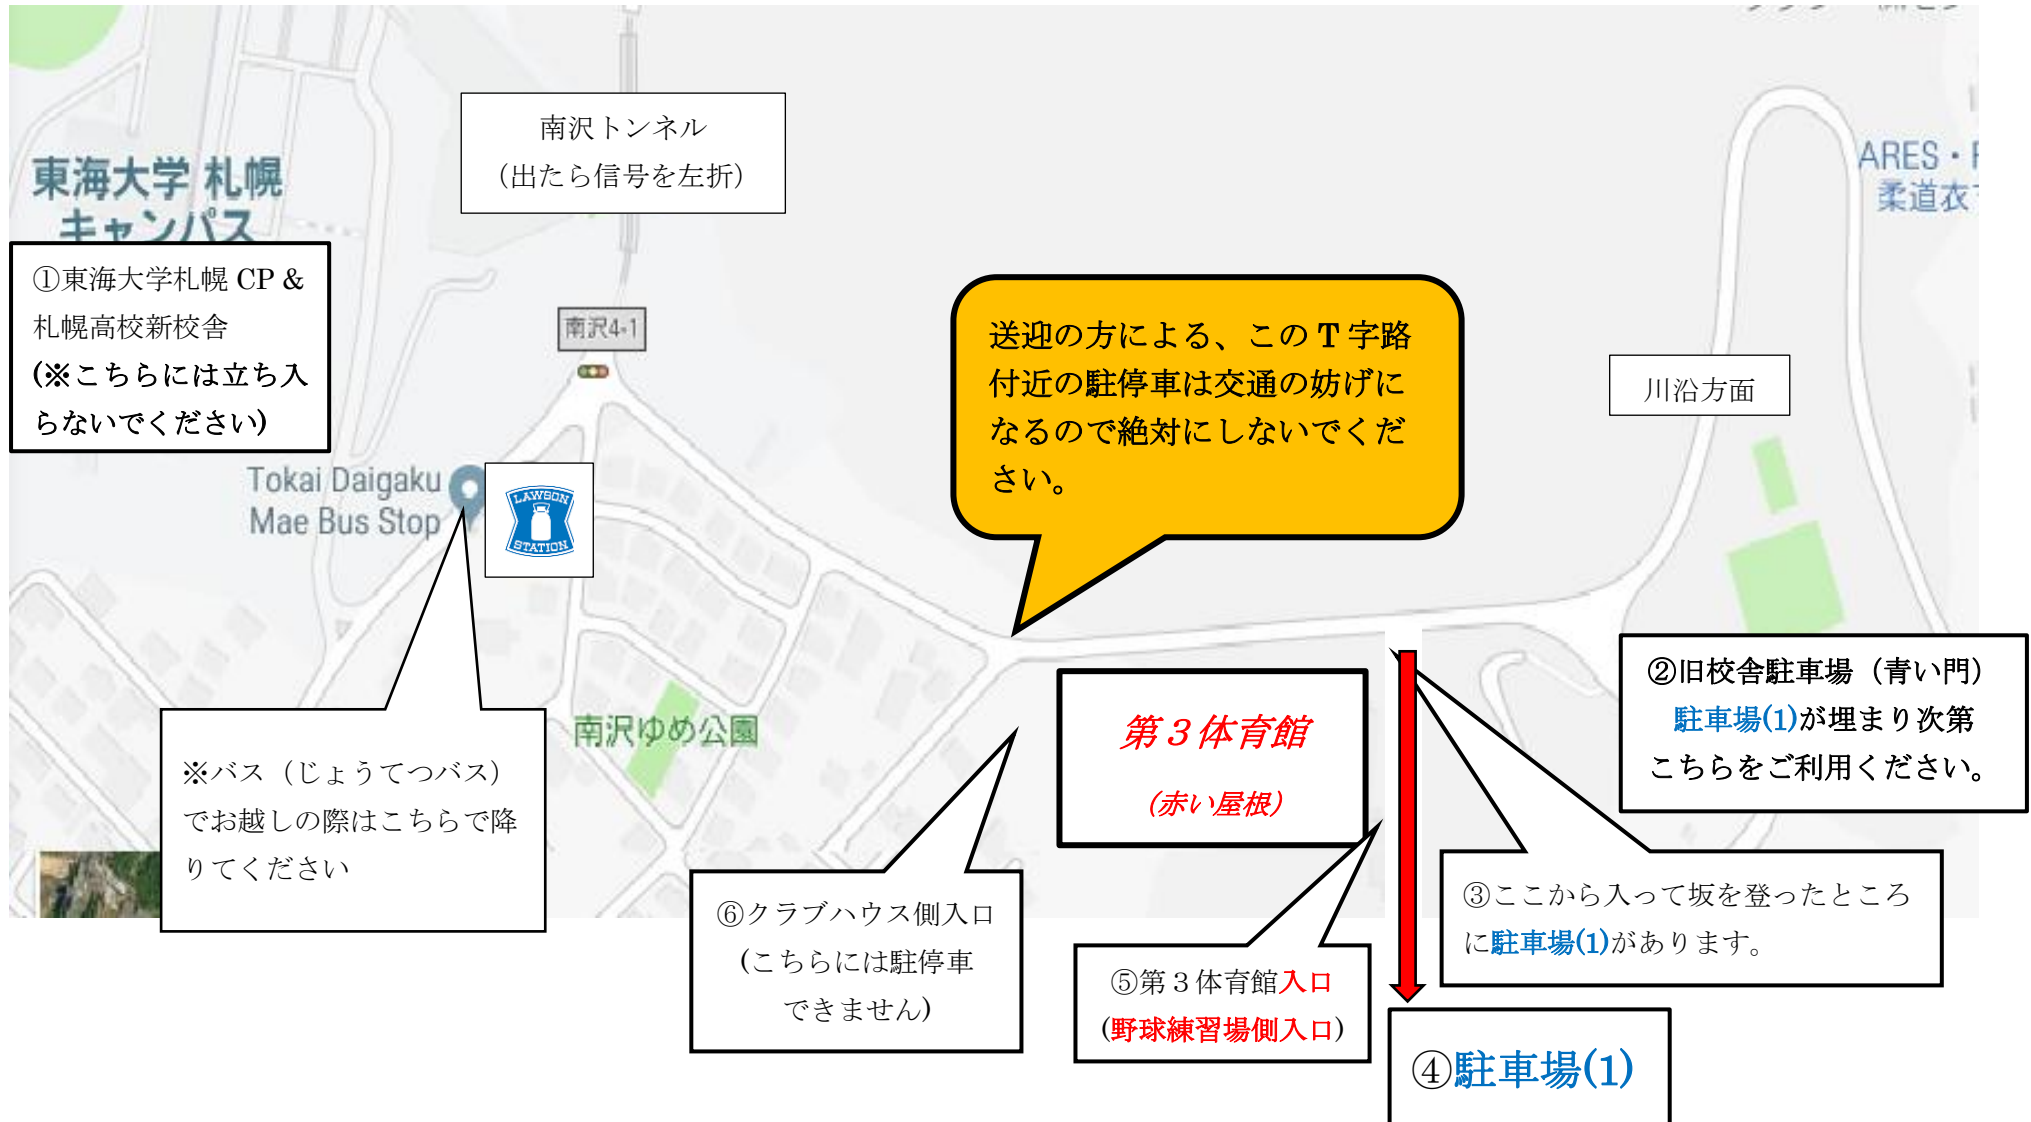 南沢トンネル
（出たら信号を左折）
東海大学 札幌
キャンパス
ARES・F
柔道衣
①東海大学札幌 CP &
札幌高校新校舎
(※こちらには立ち入
らないでください)
南沢4-1
送迎の方による、この T 字路
付近の駐停車は交通の妨げに
なるので絶対にしないでくだ
さい。
川沿方面
Tokai Daigaku
Mae Bus Stop
LAWSON
STATION
②旧校舎駐車場（青い門）
駐車場(1)が埋まり次第
こちらをご利用ください。
第３体育館
（赤い屋根）
南沢ゆめ公園
※バス（じょうてつバス）
でお越しの際はこちらで降
りてください
③ここから入って坂を登ったところ
に駐車場(1)があります。
⑥クラブハウス側入口
(こちらには駐停車
できません)
⑤第３体育館入口
(野球練習場側入口)
④駐車場(1)